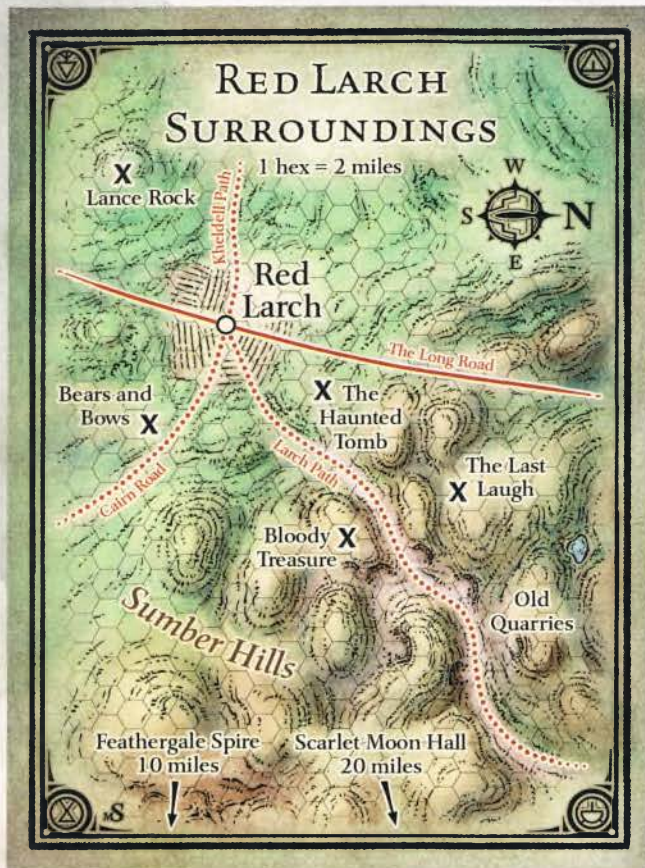 RED LARCH
SURROUNDINGS
1 hex = 2 miles
W
S
N
E
X
Lance Rock
Kheldell Path
Red
Larch
The Long Road
Bears and
Bows X
X The
Haunted
Tomb
Cairn Road
Larch Path
The Last
X Laugh
Bloody X
Treasure
Old
Quarries
Sumber Hills
Feathergale Spire
10 miles
Scarlet Moon Hall
20 miles
MS